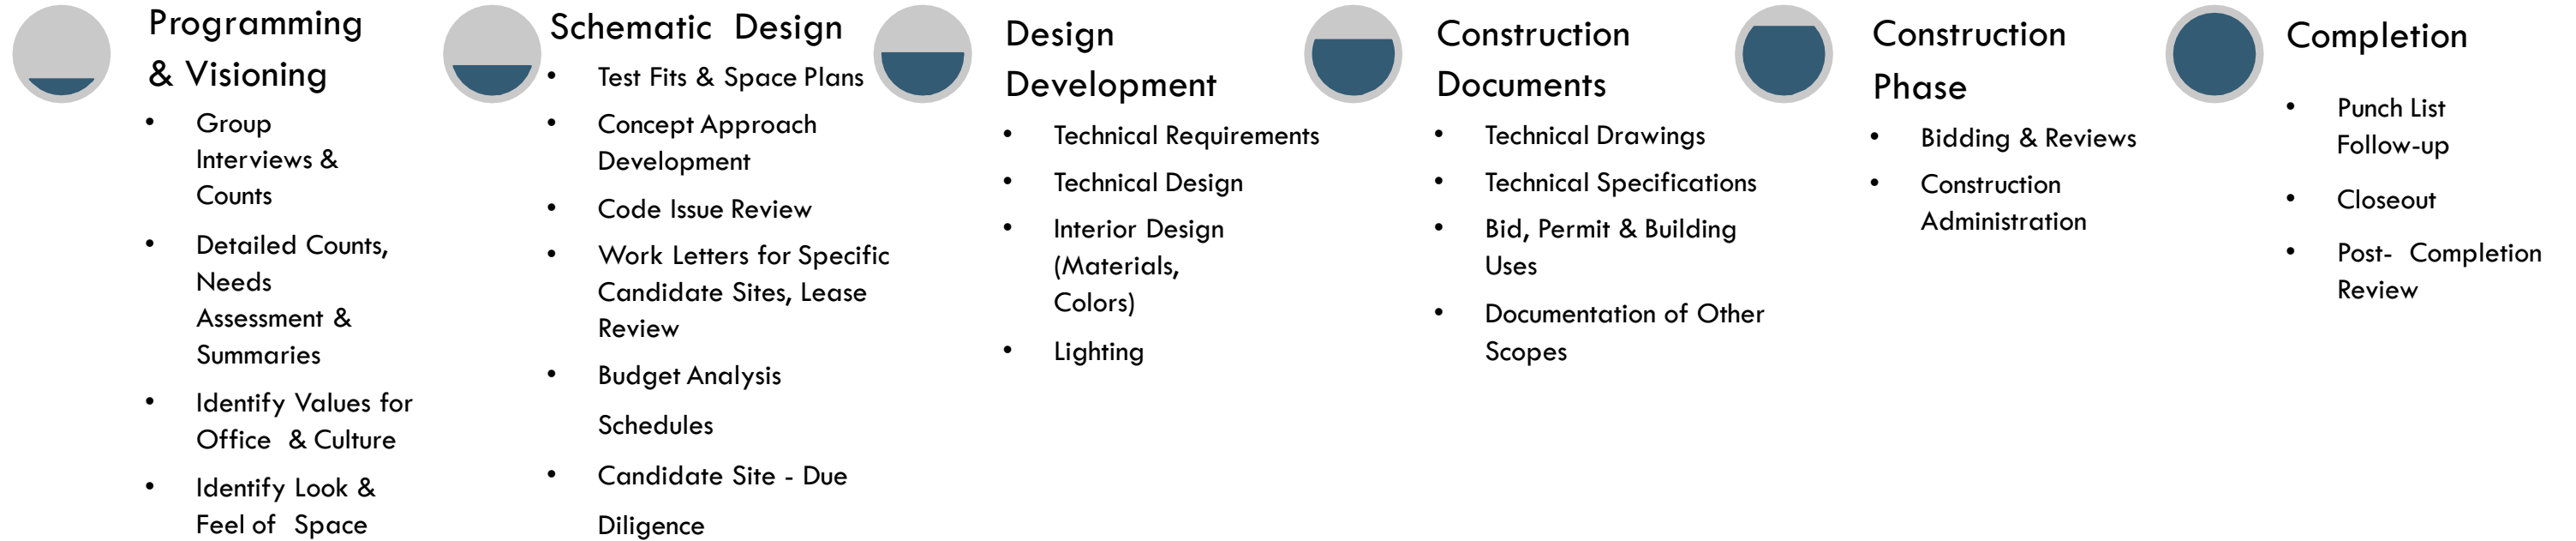 Programming
& Visioning
• Group
Interviews &
Counts
• Detailed Counts,
Needs
Assessment &
Summaries
• Identify Values for
Office & Culture
• Identify Look &
Feel of Space
Schematic Design
• Test Fits & Space Plans
• Concept Approach
Development
• Code Issue Review
• Work Letters for Specific
Candidate Sites, Lease
Review
• Budget Analysis
Schedules
• Candidate Site - Due
Diligence
Design
Development
• Technical Requirements
• Technical Design
• Interior Design
(Materials,
Colors)
• Lighting
Construction
Documents
• Technical Drawings
• Technical Specifications
• Bid, Permit & Building
Uses
• Documentation of Other
Scopes
Construction
Phase
• Bidding & Reviews
• Construction
Administration
Completion
• Punch List
Follow-up
• Closeout
• Post- Completion
Review